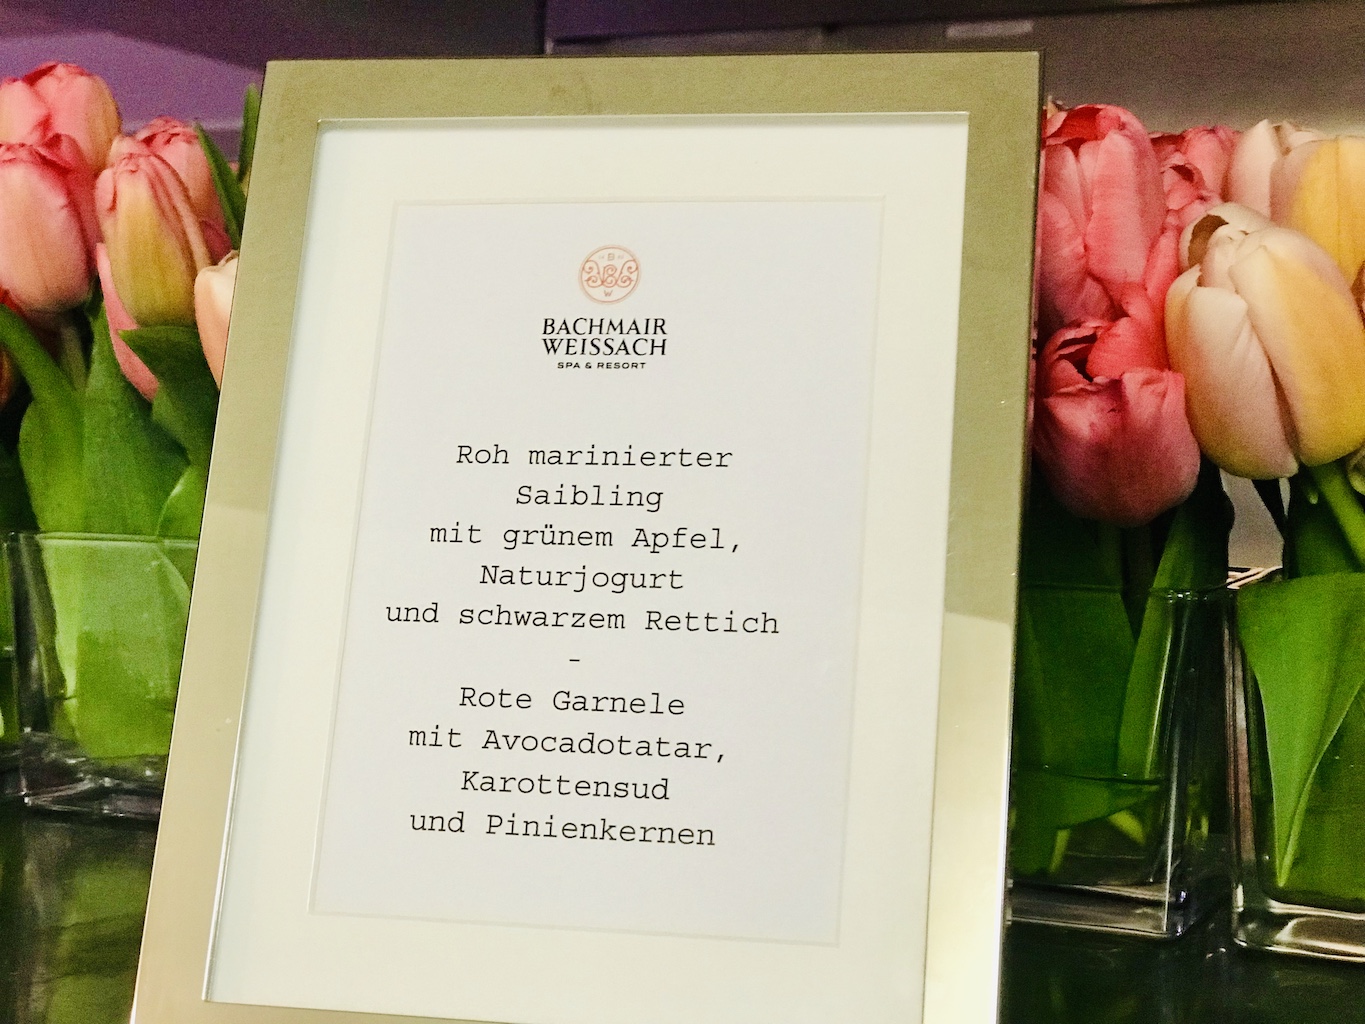 BACHMAIR
WEISSACH
SPA & RESORT
Roh marinierter
Saibling
mit grünem Apfel,
Naturjogurt
und schwarzem Rettich
-
Rote Garnele
mit Avocadotatar,
Karottensud
und Pinienkernen